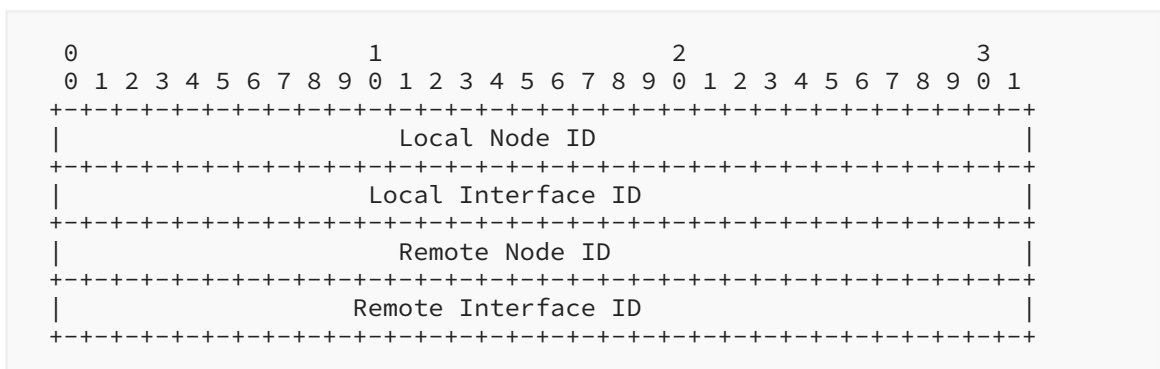 0                   1                   2                   3
 0 1 2 3 4 5 6 7 8 9 0 1 2 3 4 5 6 7 8 9 0 1 2 3 4 5 6 7 8 9 0 1
+-+-+-+-+-+-+-+-+-+-+-+-+-+-+-+-+-+-+-+-+-+-+-+-+-+-+-+-+-+-+-+-+
|                      Local Node ID                            |
+-+-+-+-+-+-+-+-+-+-+-+-+-+-+-+-+-+-+-+-+-+-+-+-+-+-+-+-+-+-+-+-+
|                    Local Interface ID                         |
+-+-+-+-+-+-+-+-+-+-+-+-+-+-+-+-+-+-+-+-+-+-+-+-+-+-+-+-+-+-+-+-+
|                      Remote Node ID                           |
+-+-+-+-+-+-+-+-+-+-+-+-+-+-+-+-+-+-+-+-+-+-+-+-+-+-+-+-+-+-+-+-+
|                   Remote Interface ID                         |
+-+-+-+-+-+-+-+-+-+-+-+-+-+-+-+-+-+-+-+-+-+-+-+-+-+-+-+-+-+-+-+-+